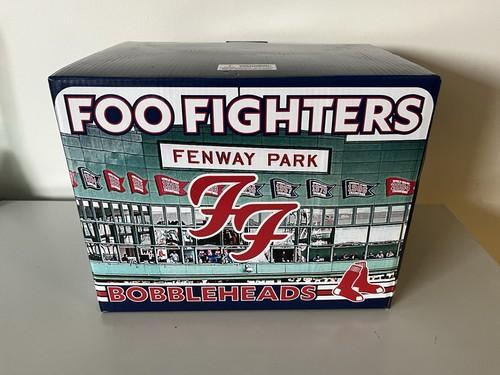 FOO FIGHTERS
FENWAY PARK
FF
BOBBLEHEADS